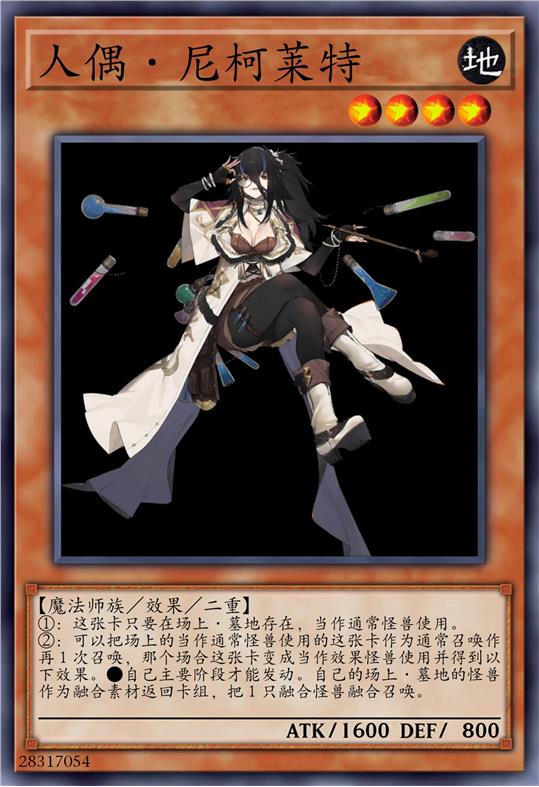 人偶·尼柯莱特
地
【魔法师族／效果／二重】
①：这张卡只要在场上·墓地存在，当作通常怪兽使用。
②：可以把场上的当作通常怪兽使用的这张卡作为通常召唤作
再1次召唤，那个场合这张卡变成当作效果怪兽使用并得到以
下效果。●自己主要阶段才能发动。自己的场上·墓地的怪兽
作为融合素材返回卡组，把1只融合怪兽融合召唤。
ATK/1600 DEF/ 800
28317054